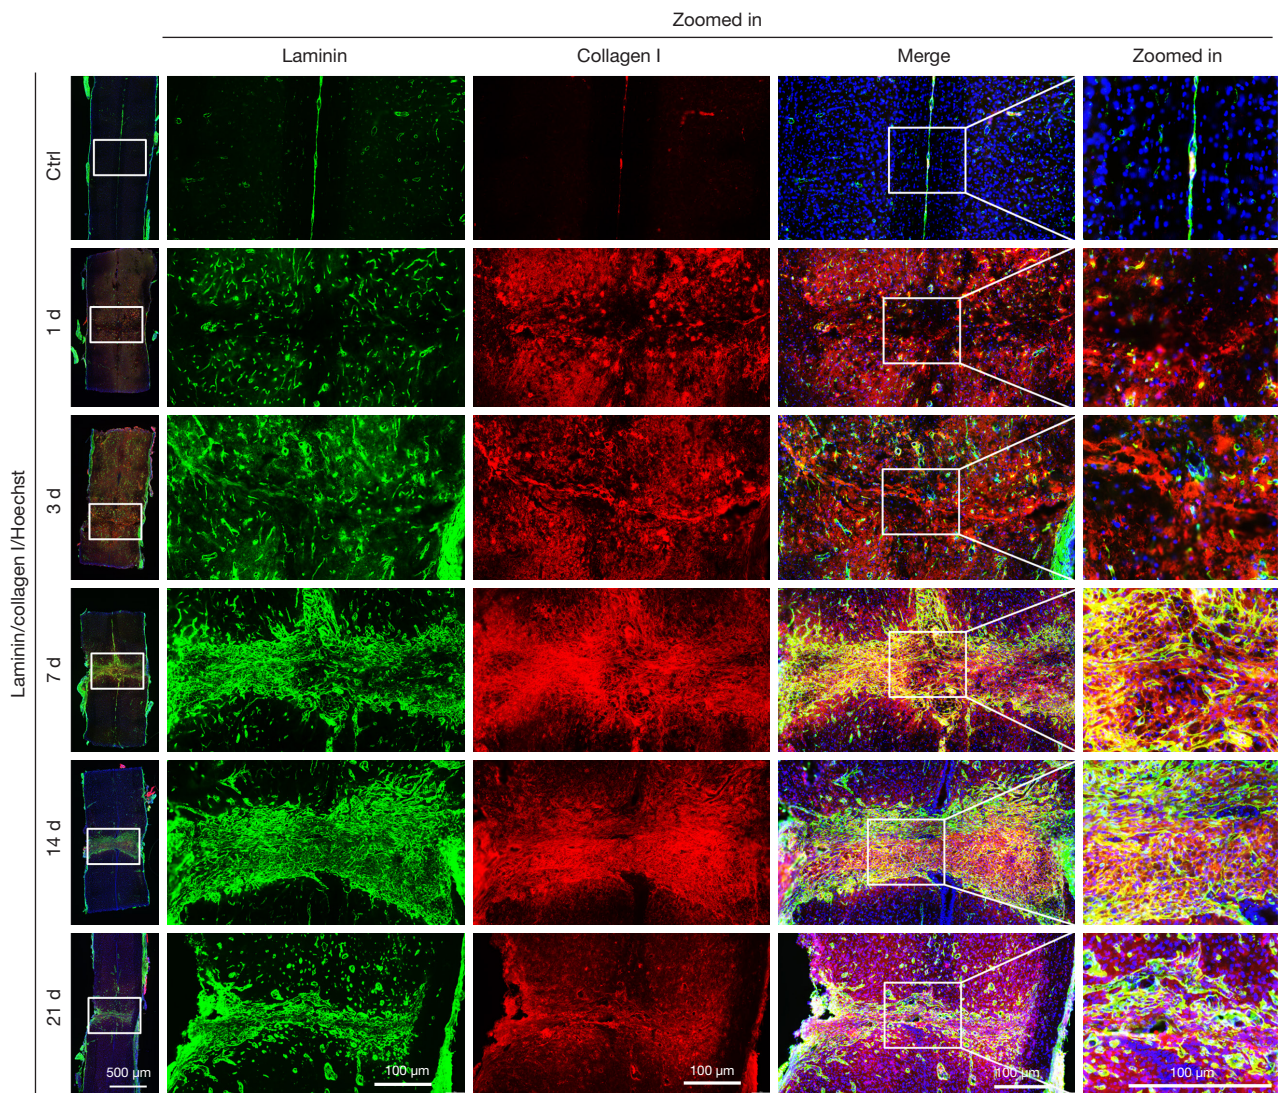 Zoomed in
Laminin
Collagen I
Merge
Zoomed in
Laminin/collagen I/Hoechst
Ctrl
1 d
3 d
7 d
14 d
21 d
500 μm
100 μm
100 μm
100 μm
100 μm